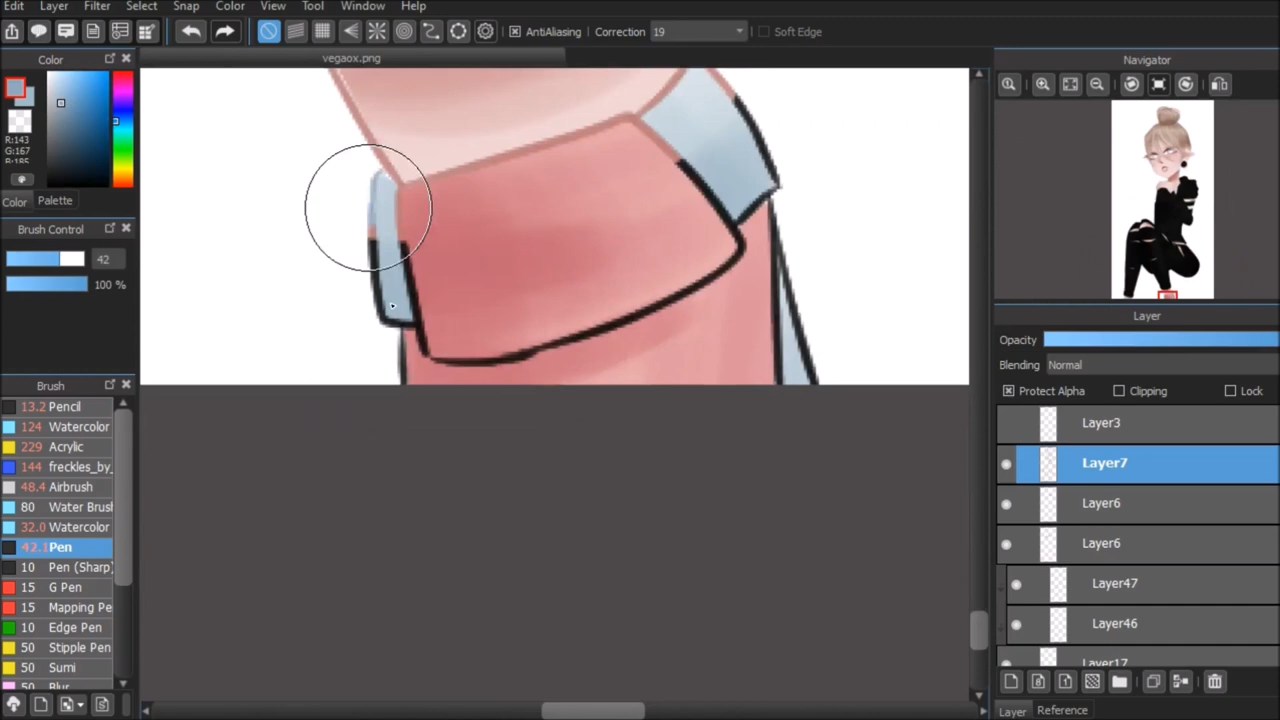 Edit Layer Filter Select Snap Color View Tool Window Help
AntiAliasing Correction 19 Soft Edge
Color
vegaox.png
Navigator
R:143
G:167
B:185
Color Palette
Brush Control
42
100 %
Layer
Opacity
Blending Normal
Protect Alpha Clipping Lock
Brush
13.2 Pencil
124 Watercolor
229 Acrylic
144 freckles_by_
48.4 Airbrush
80 Water Brush
32.0 Watercolor
42.1 Pen
10 Pen (Sharp)
15 G Pen
15 Mapping Pe
10 Edge Pen
50 Stipple Pen
50 Sumi
50 Blur
Layer3
Layer7
Layer6
Layer6
Layer47
Layer46
Layer17
Layer Reference